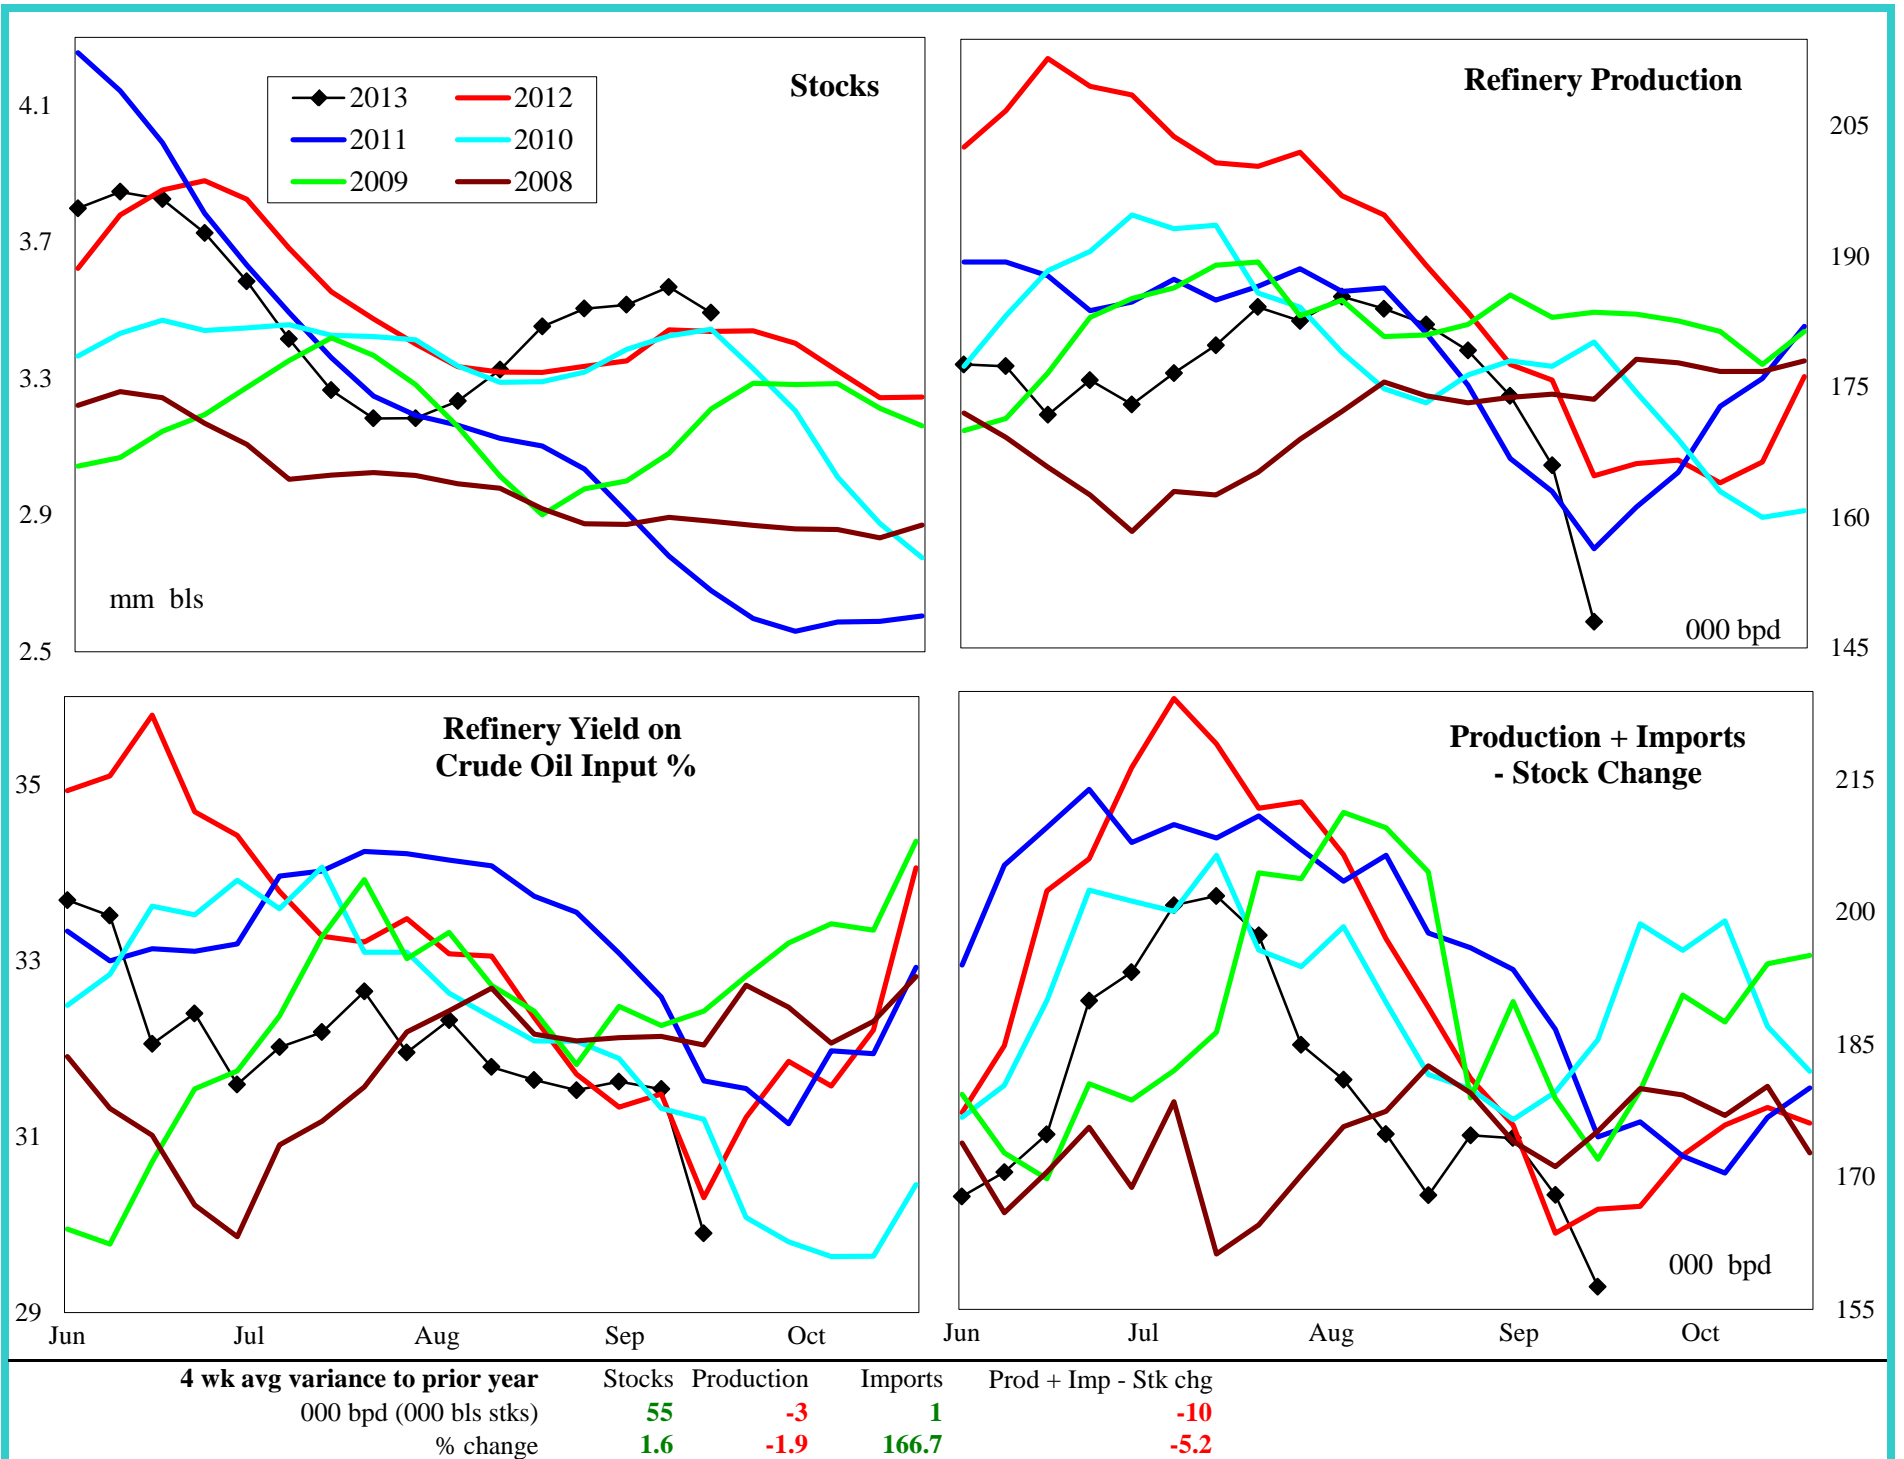 Stocks
2013 2012
2011 2010
2009 2008
4.1
3.7
3.3
2.9
2.5
mm bls
Refinery Production
205
190
175
160
145
000 bpd
Refinery Yield on
Crude Oil Input %
35
33
31
29
Jun Jul Aug Sep Oct
Production + Imports
- Stock Change
215
200
185
170
155
000 bpd
Jun Jul Aug Sep Oct
4 wk avg variance to prior year Stocks Production Imports Prod + Imp - Stk chg
000 bpd (000 bls stks) 55 -3 1 -10
% change 1.6 -1.9 166.7 -5.2